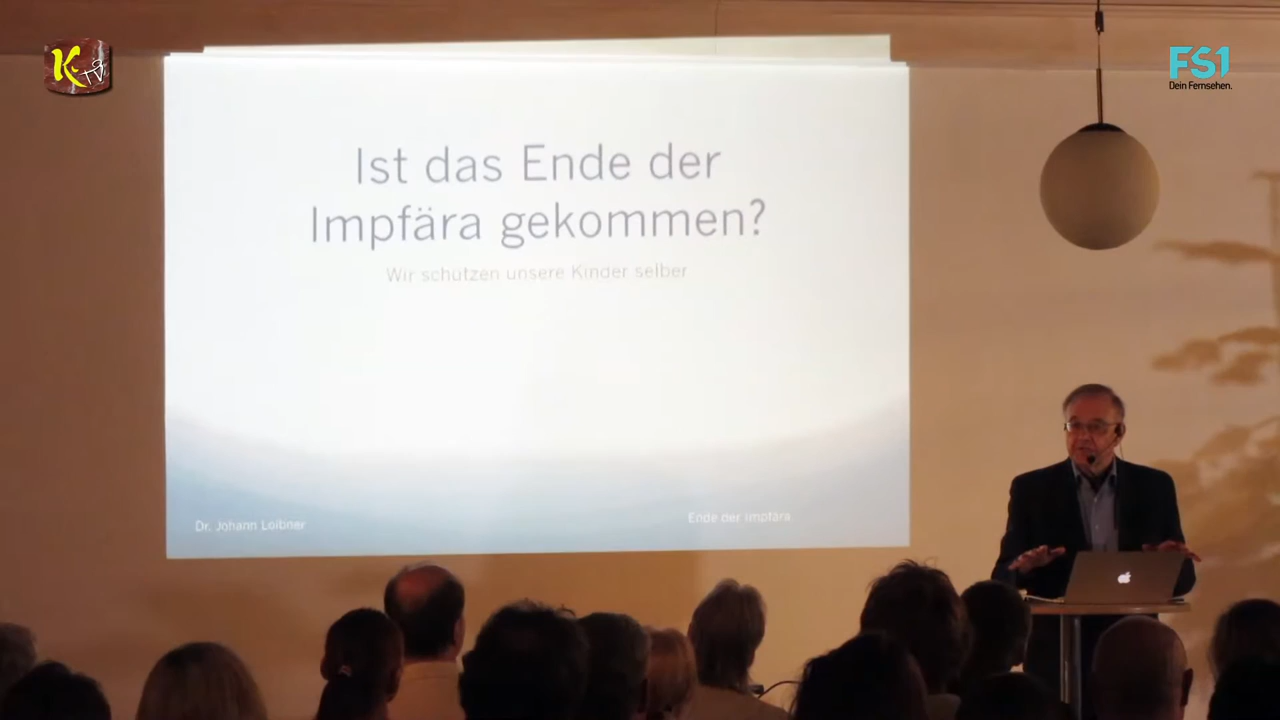 K-TV
FS1
Dein Fernsehen.
Ist das Ende der
Impfära gekommen?
Wir schützen unsere Kinder selber
Dr. Johann Loibner
Ende der Impfära